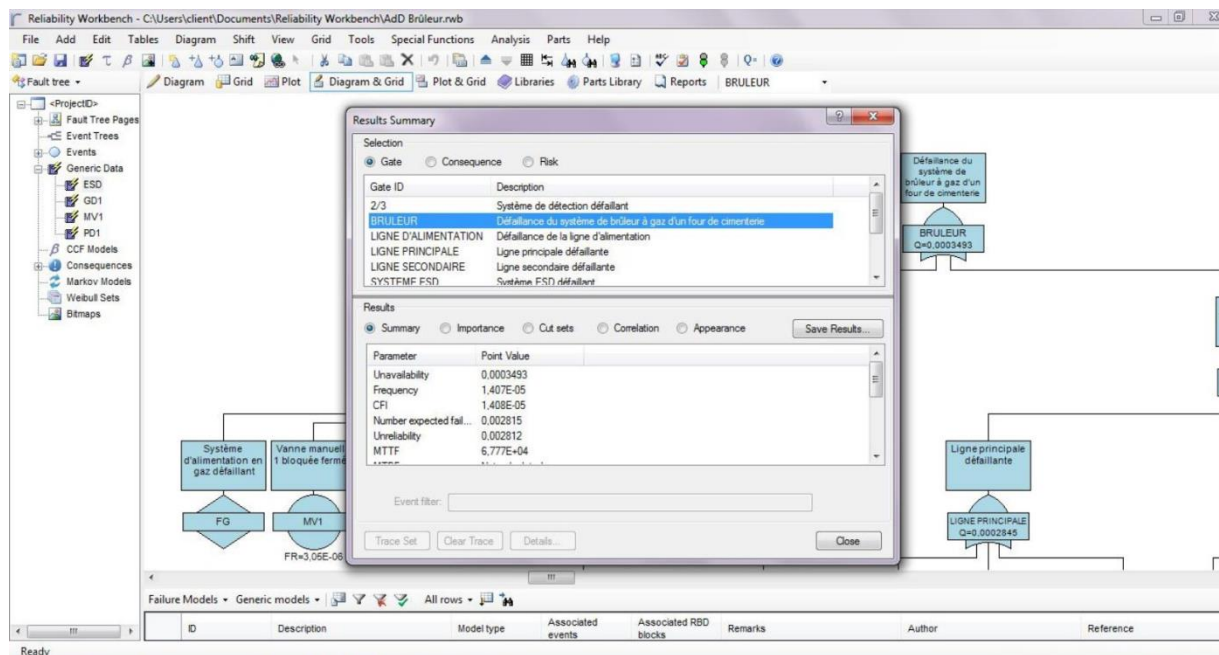 Reliability Workbench - C:\Users\client\Documents\Reliability Workbench\AdD Brûleur.rwb
File Add Edit Tables Diagram Shift View Grid Tools Special Functions Analysis Parts Help
Fault tree Diagram Grid Plot Diagram & Grid Plot & Grid Libraries Parts Library Reports BRULEUR
<ProjectID>
Fault Tree Pages
Event Trees
Events
Generic Data
ESD
GD1
MV1
PD1
CCF Models
Consequences
Markov Models
Weibull Sets
Bitmaps
Results Summary
Selection
Gate Consequence Risk
Gate ID Description
2/3 Système de détection défaillant
BRULEUR Défaillance du système de brûleur à gaz d'un four de cimenterie
LIGNE D'ALIMENTATION Défaillance de la ligne d'alimentation
LIGNE PRINCIPALE Ligne principale défaillante
LIGNE SECONDAIRE Ligne secondaire défaillante
SYSTEME ESD Système ESD défaillant
Results
Summary Importance Cut sets Correlation Appearance Save Results...
Parameter Point Value
Unavailability 0,0003493
Frequency 1,407E-05
CFI 1,408E-05
Number expected fail... 0,002815
Unreliability 0,002812
MTTF 6,777E+04
Event filter:
Trace Set Clear Trace Details... Close
Défaillance du
système de
brûleur à gaz d'un
four de cimenterie
BRULEUR
Q=0,0003493
Système
d'alimentation en
gaz défaillant
FG
Vanne manuell
1 bloquée fermé
MV1
FR=3,05E-06
Ligne principale
défaillante
LIGNE PRINCIPALE
Q=0,0002845
Failure Models Generic models All rows
ID Description Model type Associated events Associated RBD blocks Remarks Author Reference
Ready